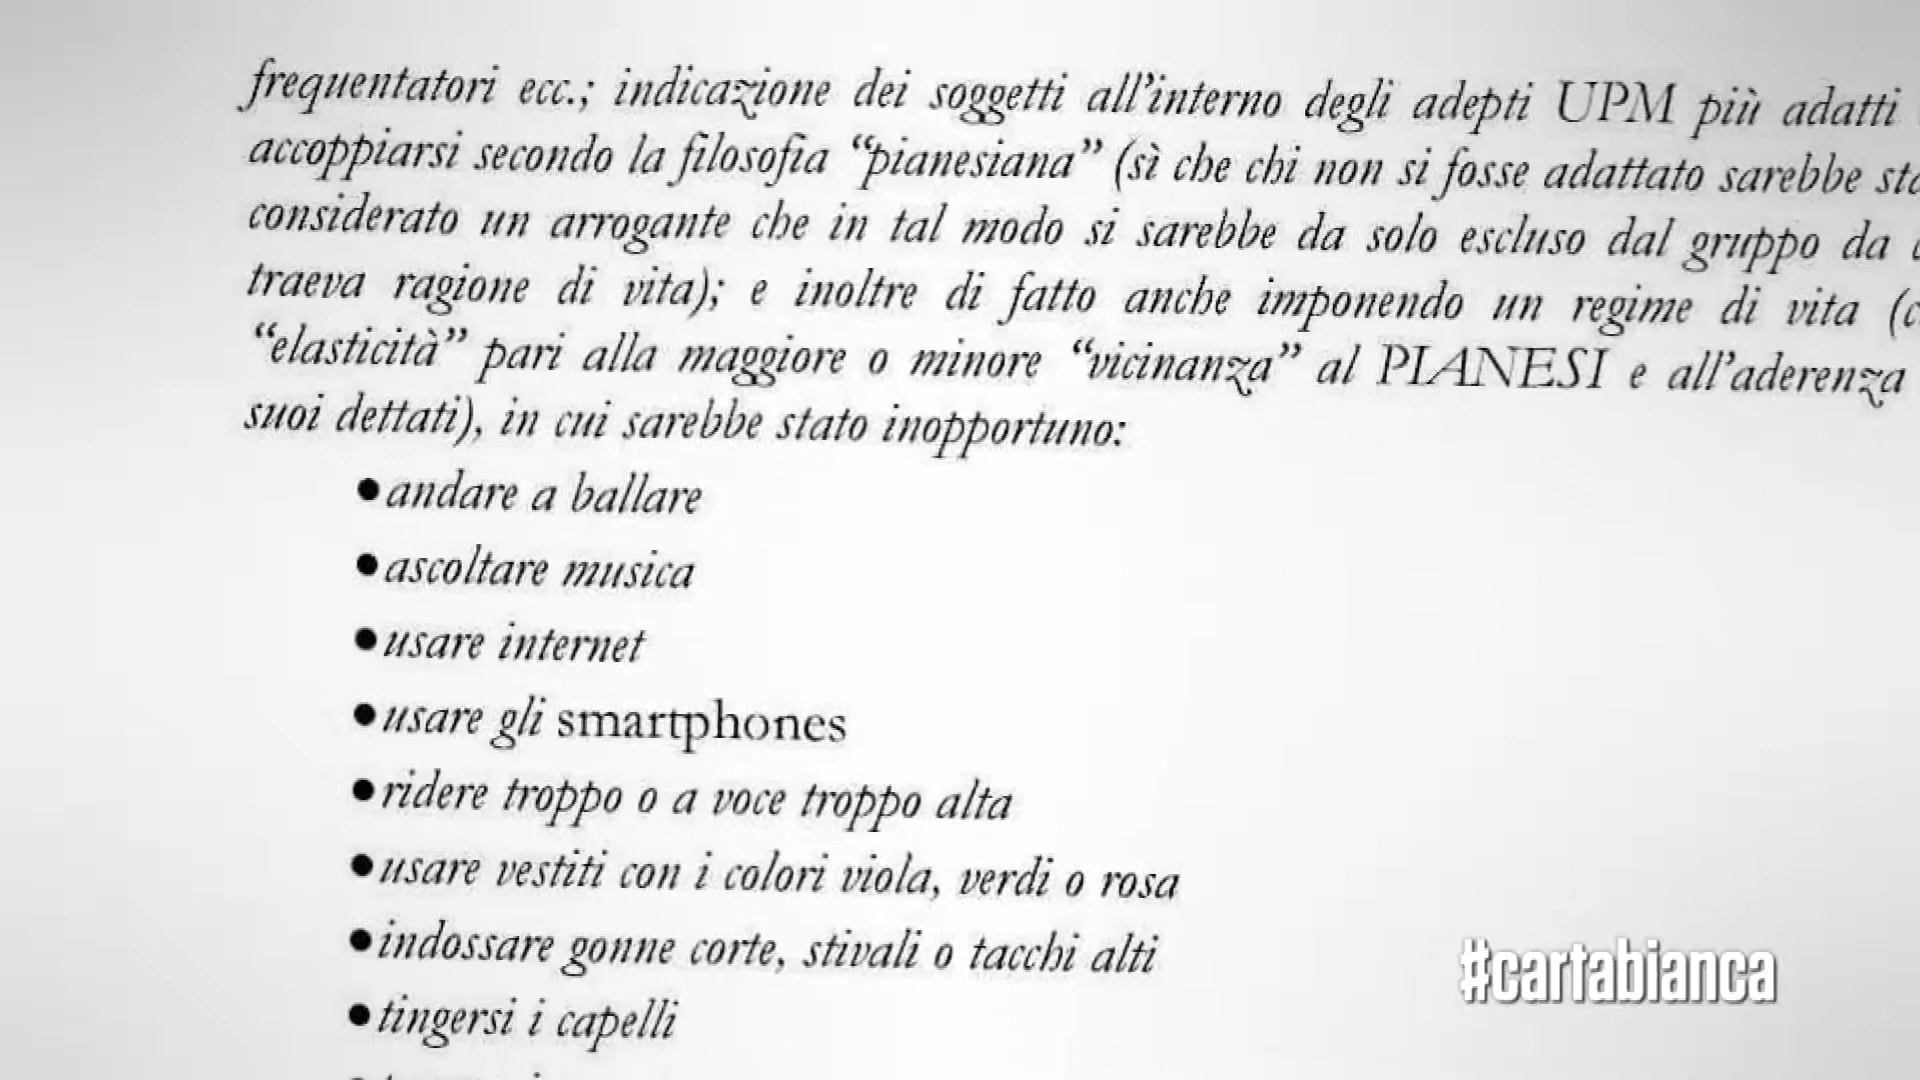 frequentatori ecc.; indicazione dei soggetti all'interno degli adepti UPM più adatti
accoppiarsi secondo la filosofia “pianesiana” (sì che chi non si fosse adattato sarebbe
considerato un arrogante che in tal modo si sarebbe da solo escluso dal gruppo da
traeva ragione di vita); e inoltre di fatto anche imponendo un regime di vita
“elasticità” pari alla maggiore o minore “vicinanza” al PIANESI e all'aderenza
suoi dettati), in cui sarebbe stato inopportuno:
●andare a ballare
●ascoltare musica
●usare internet
●usare gli smartphones
●ridere troppo o a voce troppo alta
●usare vestiti con i colori viola, verdi o rosa
●indossare gonne corte, stivali o tacchi alti
●tingersi i capelli
#cartabianca